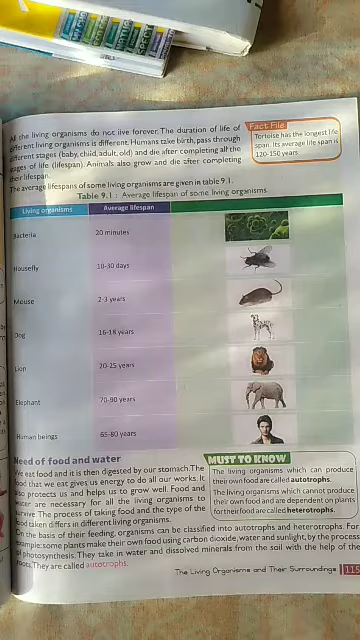 All the living organisms do not live forever. The duration of life of
different living organisms is different. Humans take birth, pass through
different stages (baby, child, adult, old) and die after completing all the
stages of life (lifespan). Animals also grow and die after completing
their lifespan.
Fact File
Tortoise has the longest life
span. Its average life span is
120-150 years
The average lifespans of some living organisms are given in table 9.1.
Table 9.1 : Average lifespan of some living organisms
Living organisms Average lifespan
Bacteria 20 minutes
Housefly 10-30 days
Mouse 2-3 years
Dog 16-18 years
Lion 20-25 years
Elephant 70-90 years
Human beings 65-80 years
Need of food and water
We eat food and it is then digested by our stomach. The
food that we eat gives us energy to do all our works. It
also protects us and helps us to grow well. Food and
water are necessary for all the living organisms to
survive. The process of taking food and the type of the
food taken differs in different living organisms.
MUST TO KNOW
The living organisms which can produce
their own food are called autotrophs.
The living organisms which cannot produce
their own food and are dependent on plants
for their food are called heterotrophs.
On the basis of their feeding, organisms can be classified into autotrophs and heterotrophs. For
example: some plants make their own food using carbon dioxide, water and sunlight, by the process
of photosynthesis. They take in water and dissolved minerals from the soil with the help of the
roots. They are called autotrophs.
The Living Organisms and Their Surroundings 115